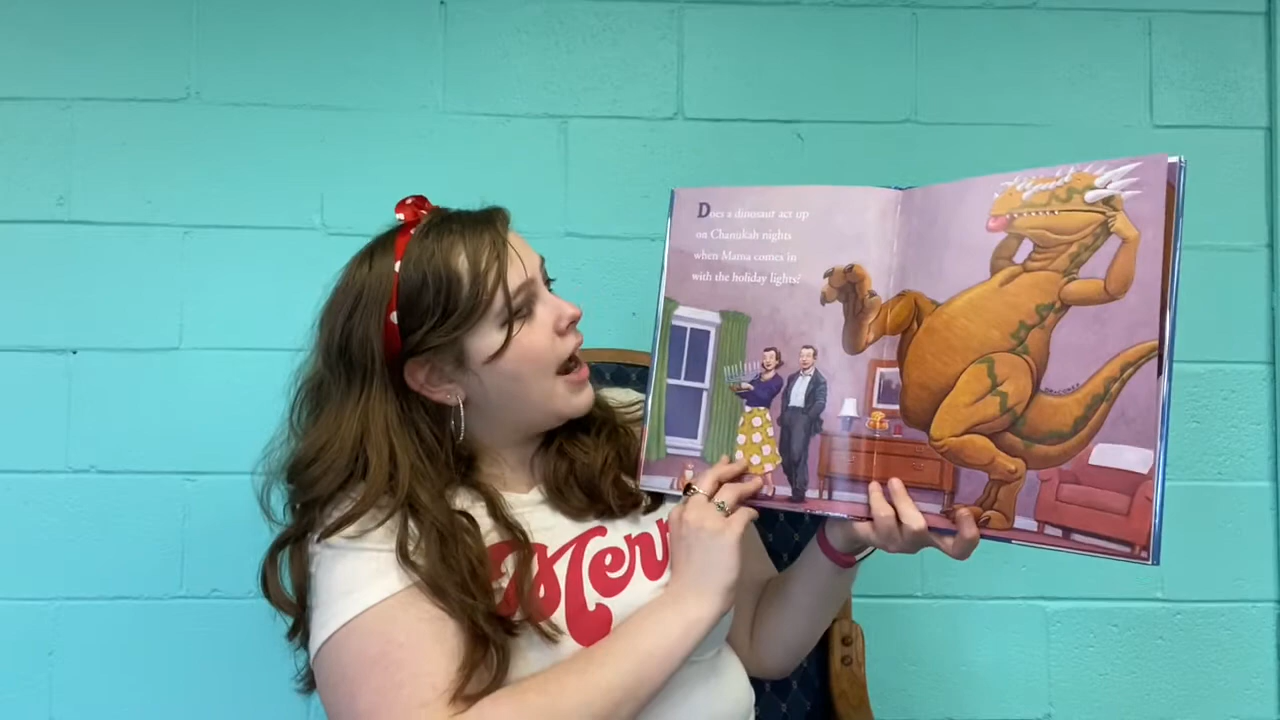 Does a dinosaur act up
on Chanukah nights
when Mama comes in
with the holiday lights?
Merr